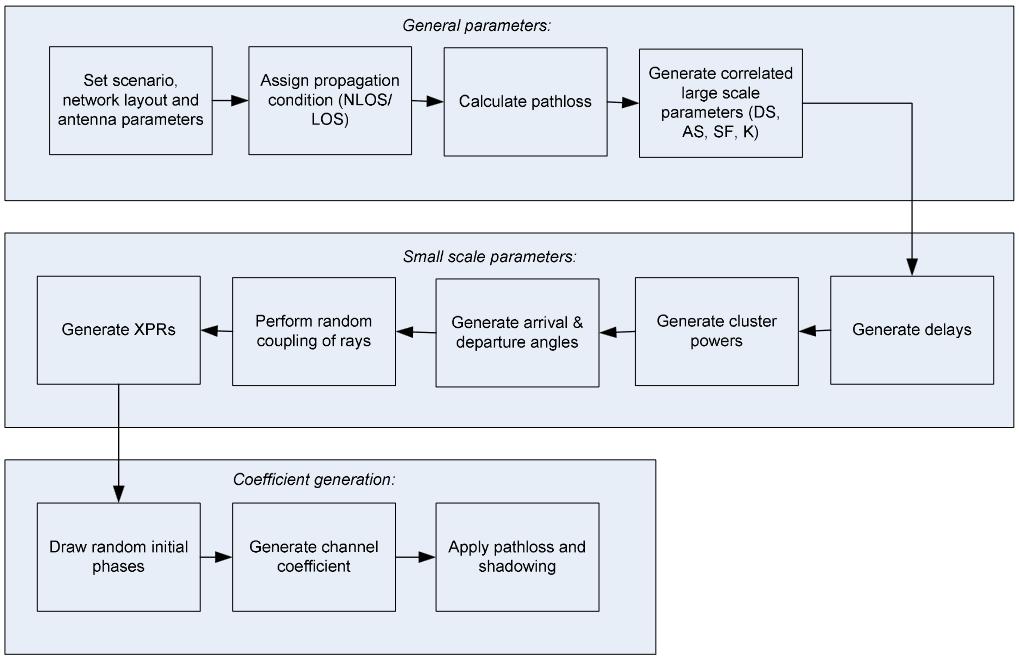 General parameters:
Set scenario,
network layout and
antenna parameters
Assign propagation
condition (NLOS/
LOS)
Calculate pathloss
Generate correlated
large scale
parameters (DS,
AS, SF, K)
Small scale parameters:
Generate XPRs
Perform random
coupling of rays
Generate arrival &
departure angles
Generate cluster
powers
Generate delays
Coefficient generation:
Draw random initial
phases
Generate channel
coefficient
Apply pathloss and
shadowing